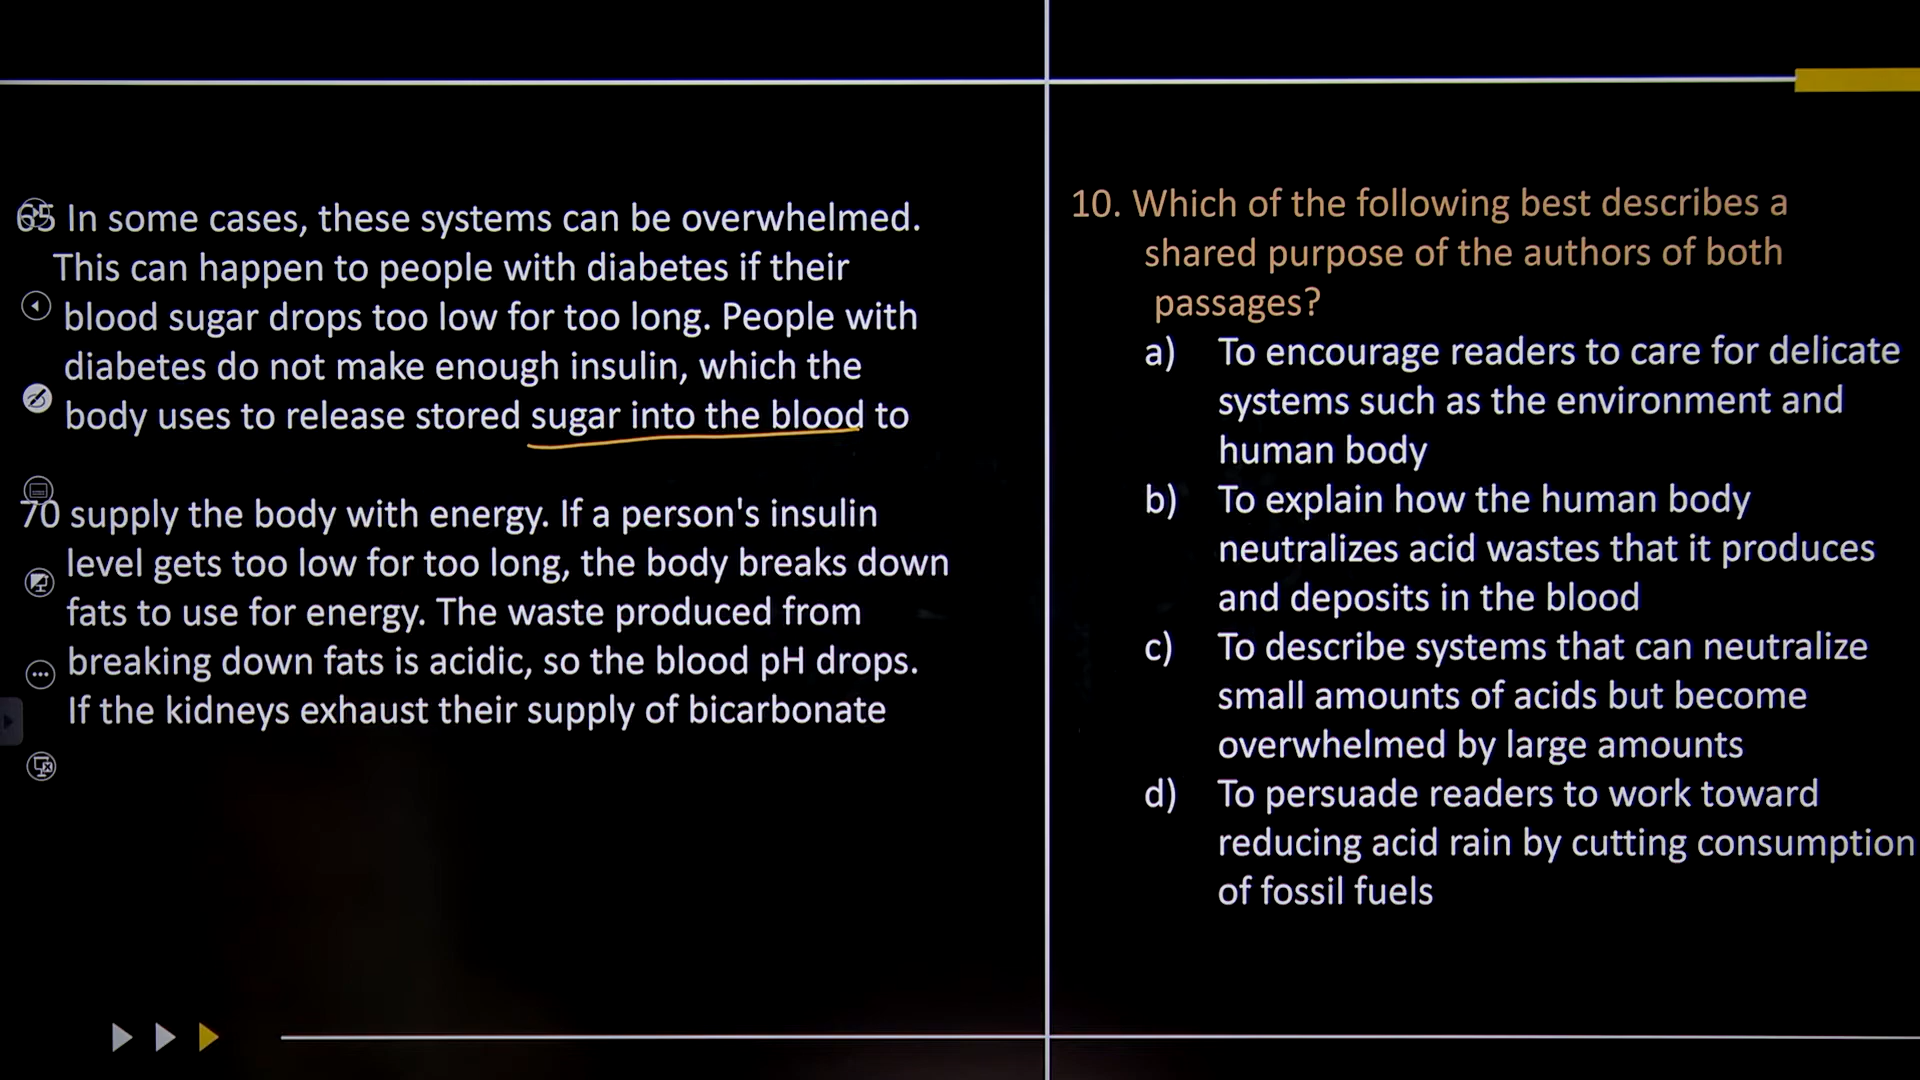 65 In some cases, these systems can be overwhelmed.
This can happen to people with diabetes if their
blood sugar drops too low for too long. People with
diabetes do not make enough insulin, which the
body uses to release stored sugar into the blood to
70 supply the body with energy. If a person's insulin
level gets too low for too long, the body breaks down
fats to use for energy. The waste produced from
breaking down fats is acidic, so the blood pH drops.
If the kidneys exhaust their supply of bicarbonate
10. Which of the following best describes a
shared purpose of the authors of both
passages?
a) To encourage readers to care for delicate
systems such as the environment and
human body
b) To explain how the human body
neutralizes acid wastes that it produces
and deposits in the blood
c) To describe systems that can neutralize
small amounts of acids but become
overwhelmed by large amounts
d) To persuade readers to work toward
reducing acid rain by cutting consumption
of fossil fuels